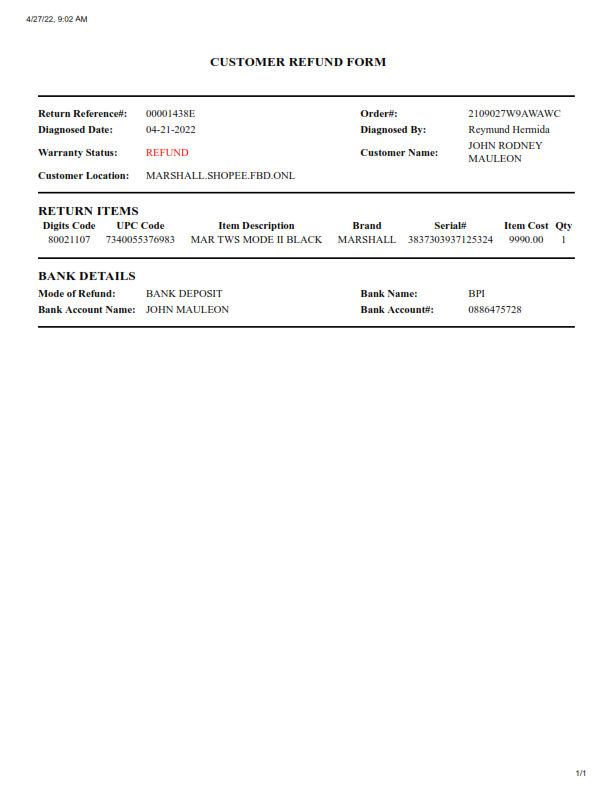 4/27/22, 9:02 AM
CUSTOMER REFUND FORM
Return Reference#: 00001438E Order#: 2109027W9AWAWC
Diagnosed Date: 04-21-2022 Diagnosed By: Reymund Hermida
Warranty Status: REFUND Customer Name: JOHN RODNEY
MAULEON
Customer Location: MARSHALL.SHOPEE.FBD.ONL
RETURN ITEMS
Digits Code UPC Code Item Description Brand Serial# Item Cost Qty
80021107 7340055376983 MAR TWS MODE II BLACK MARSHALL 3837303937125324 9990.00 1
BANK DETAILS
Mode of Refund: BANK DEPOSIT Bank Name: BPI
Bank Account Name: JOHN MAULEON Bank Account#: 0886475728
1/1